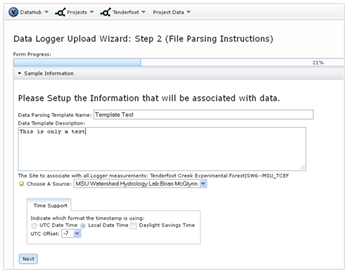 DataHub Projects Tenderfoot Project Data
Data Logger Upload Wizard: Step 2 (File Parsing Instructions)
Form Progress:
21%
Sample Information
Please Setup the Information that will be associated with data.
Data Parsing Template Name: Template Test
Data Template Description:
This is only a test
The Site to associate with all Logger measurements: Tenderfoot Creek Experimental Forest|SW6--MSU_TCEF
Choose A Source: MSU Watershed Hydrology Lab:Brian McGlynn
Time Support
Indicate which format the timestamp is using:
UTC Date Time Local Date Time Daylight Savings Time
UTC Offset: -7
Next